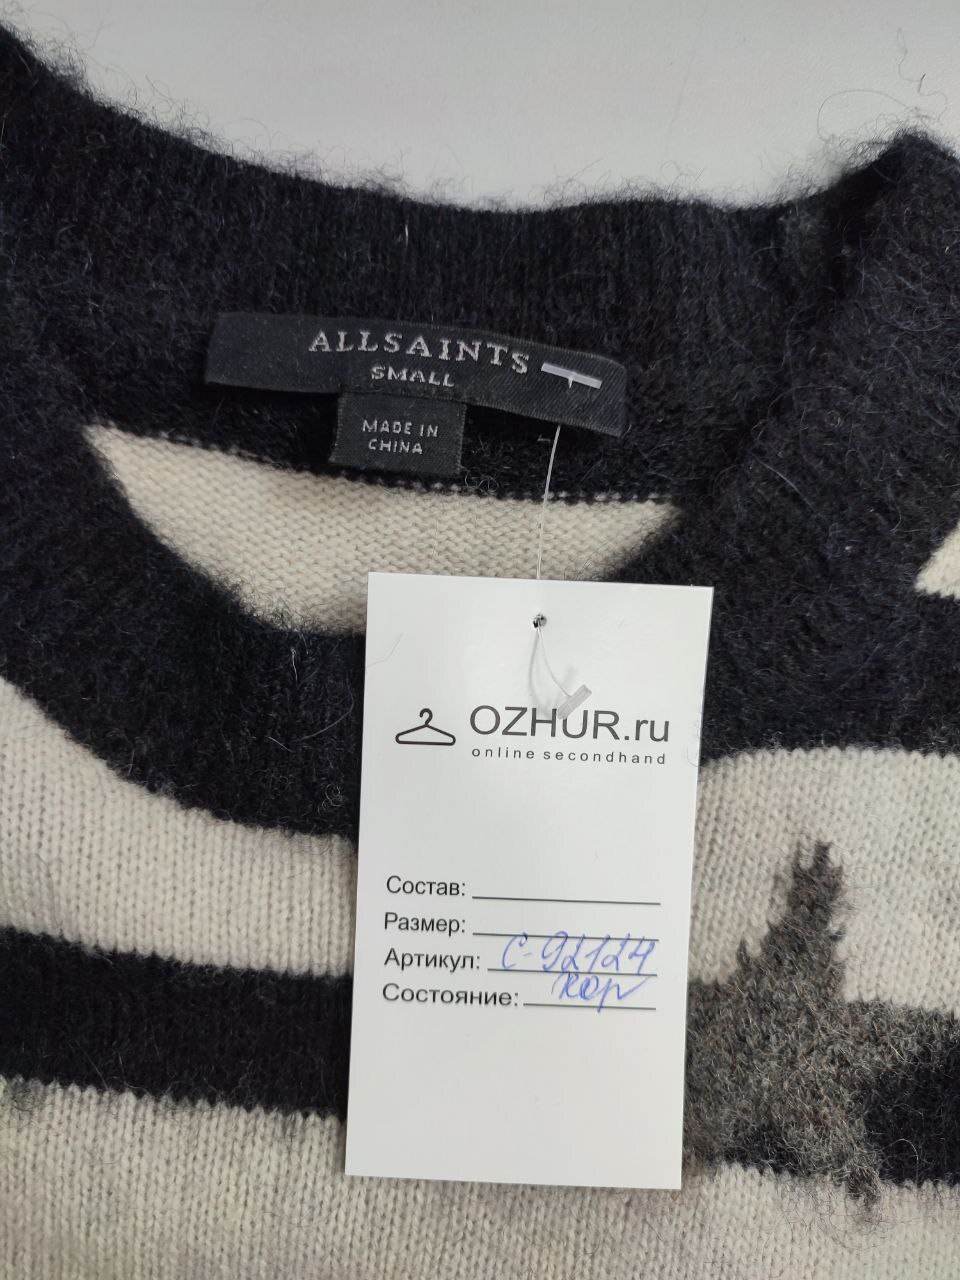 ALLSAINTS
SMALL
MADE IN
CHINA
OZHUR.ru
online secondhand
Состав:
Размер:
Артикул: С-92124
Состояние: хор